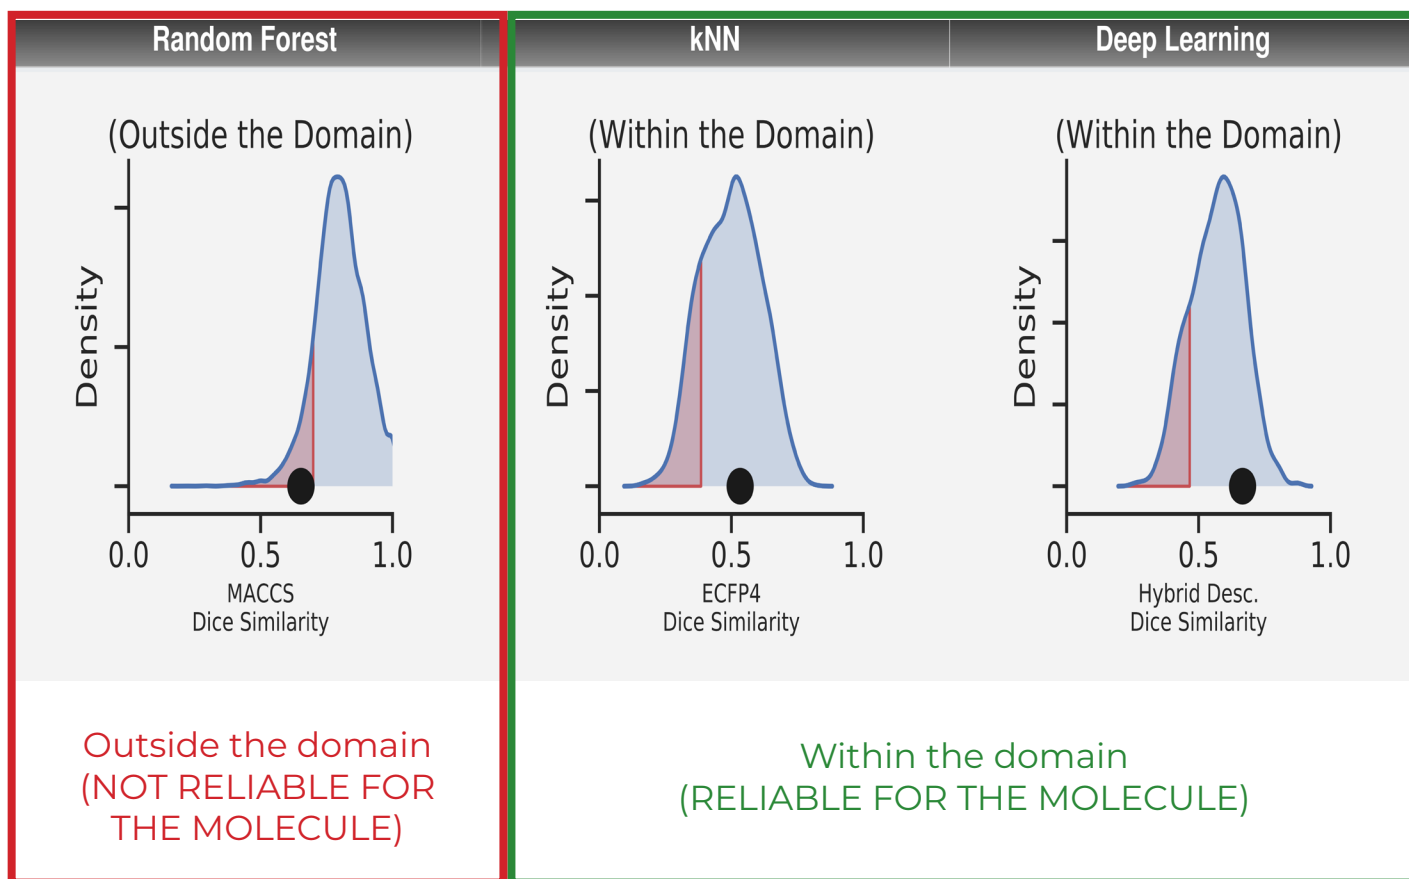 Random Forest
kNN
Deep Learning
(Outside the Domain)
(Within the Domain)
(Within the Domain)
Density
Density
Density
0.0 0.5 1.0
0.0 0.5 1.0
0.0 0.5 1.0
MACCS
Dice Similarity
ECFP4
Dice Similarity
Hybrid Desc.
Dice Similarity
Outside the domain
(NOT RELIABLE FOR
THE MOLECULE)
Within the domain
(RELIABLE FOR THE MOLECULE)